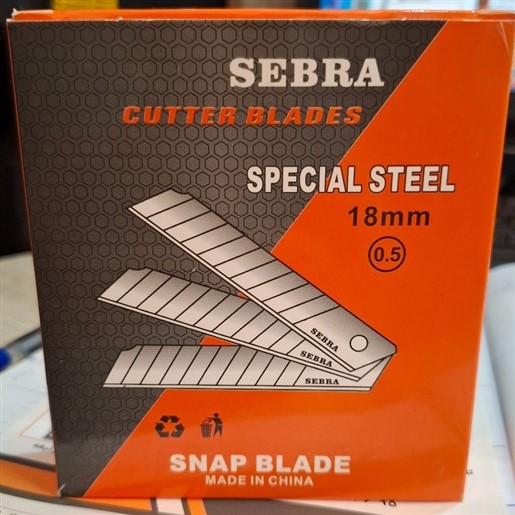 SEBRA
CUTTER BLADES
SPECIAL STEEL
18mm
0.5
SEBRA
SEBRA
SEBRA
SNAP BLADE
MADE IN CHINA